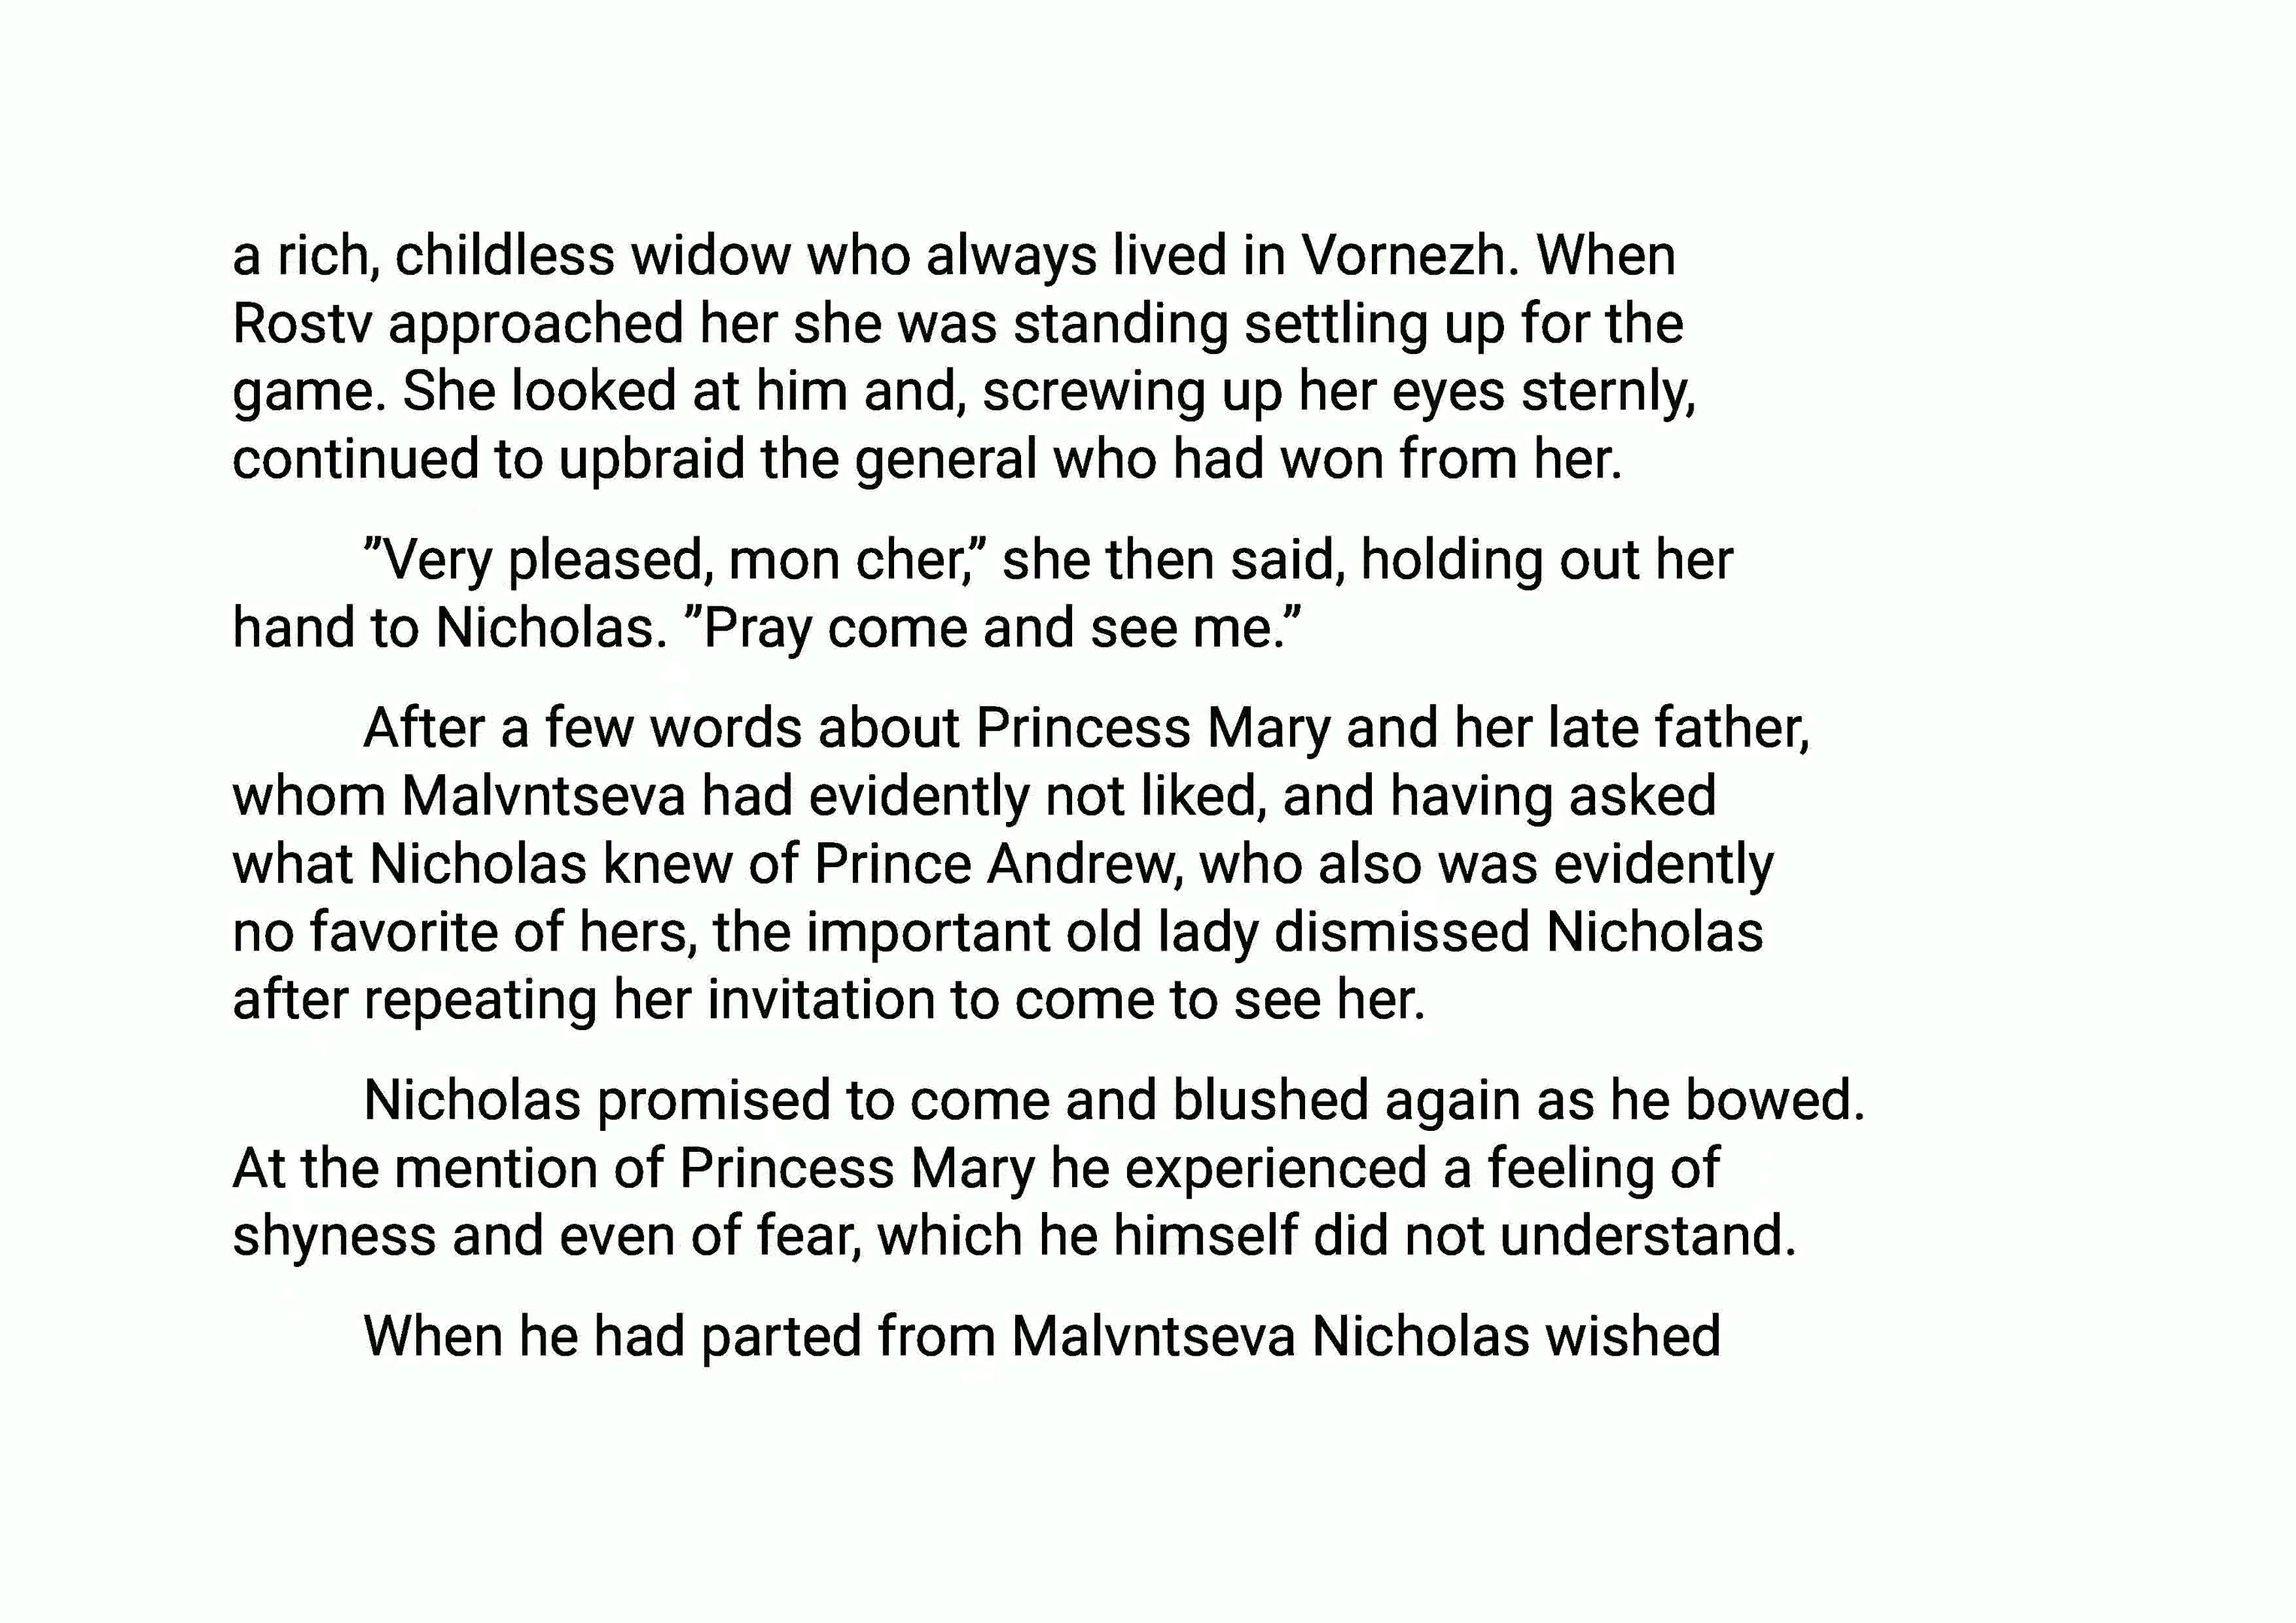 a rich, childless widow who always lived in Vornezh. When
Rostv approached her she was standing settling up for the
game. She looked at him and, screwing up her eyes sternly,
continued to upbraid the general who had won from her.
”Very pleased, mon cher,” she then said, holding out her
hand to Nicholas. ”Pray come and see me.”
After a few words about Princess Mary and her late father,
whom Malvntseva had evidently not liked, and having asked
what Nicholas knew of Prince Andrew, who also was evidently
no favorite of hers, the important old lady dismissed Nicholas
after repeating her invitation to come to see her.
Nicholas promised to come and blushed again as he bowed.
At the mention of Princess Mary he experienced a feeling of
shyness and even of fear, which he himself did not understand.
When he had parted from Malvntseva Nicholas wished